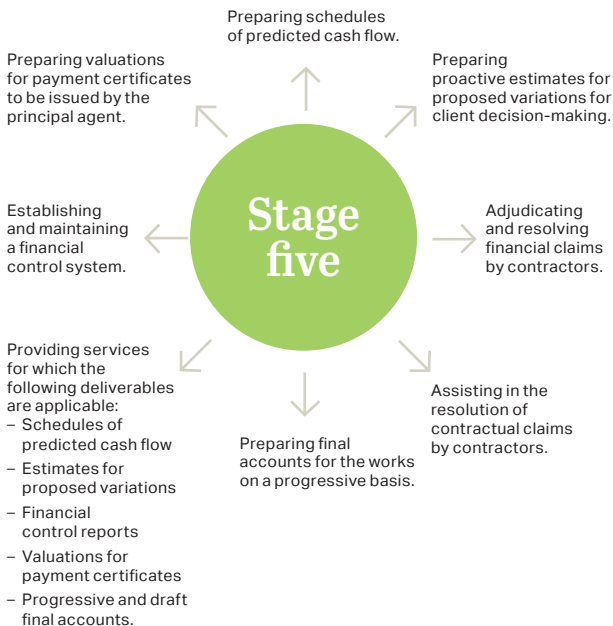 Preparing schedules
of predicted cash flow.
Preparing
proactive estimates for
proposed variations for
client decision-making.
Adjudicating
and resolving
financial claims
by contractors.
Assisting in the
resolution of
contractual claims
by contractors.
Preparing final
accounts for the works
on a progressive basis.
Providing services
for which the
following deliverables
are applicable:
– Schedules of
predicted cash flow
– Estimates for
proposed variations
– Financial
control reports
– Valuations for
payment certificates
– Progressive and draft
final accounts.
Establishing
and maintaining
a financial
control system.
Preparing valuations
for payment certificates
to be issued by the
principal agent.
Stage
five